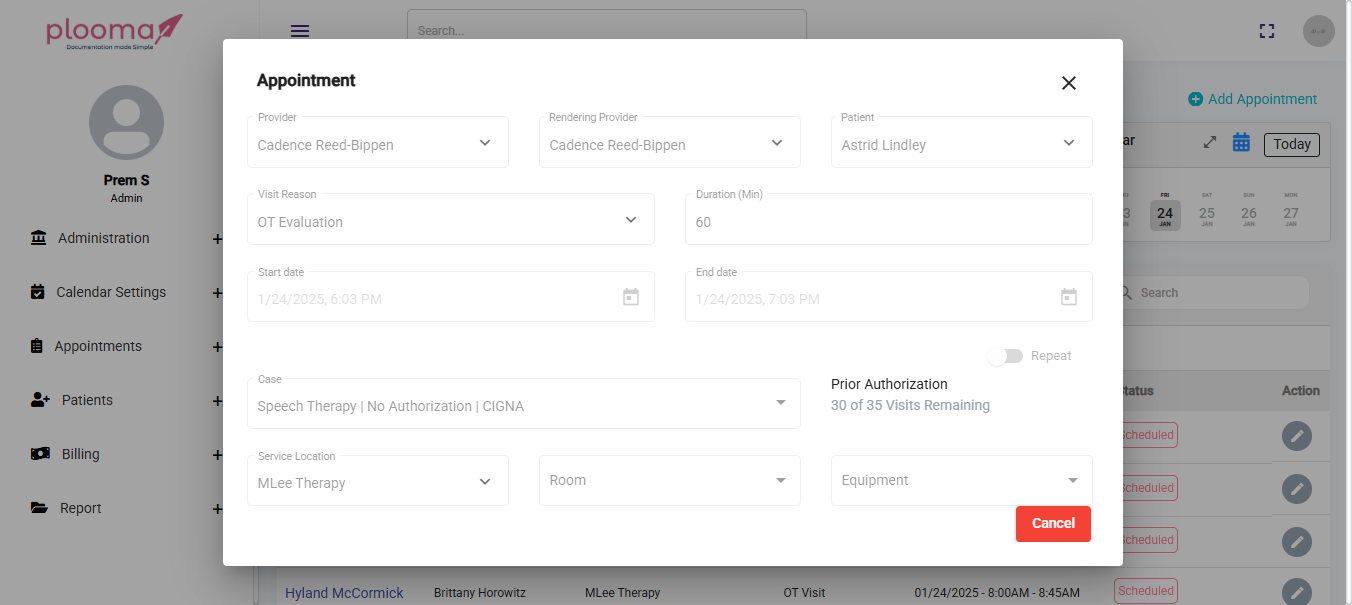 plooma
Documentation made Simple
Search...
Prem S
Admin
Administration +
Calendar Settings +
Appointments +
Patients +
Billing +
Report +
Appointment
Provider
Cadence Reed-Bippen
Rendering Provider
Cadence Reed-Bippen
Patient
Astrid Lindley
Visit Reason
OT Evaluation
Duration (Min)
60
Start date
1/24/2025, 6:03 PM
End date
1/24/2025, 7:03 PM
Repeat
Case
Speech Therapy | No Authorization | CIGNA
Prior Authorization
30 of 35 Visits Remaining
Service Location
MLee Therapy
Room
Equipment
Cancel
Add Appointment
ar
Today
FRI SAT SUN MON
3 24 25 26 27
JAN JAN JAN JAN
Search
Status Action
Scheduled
Scheduled
Scheduled
Hyland McCormick Brittany Horowitz MLee Therapy OT Visit 01/24/2025 - 8:00AM - 8:45AM Scheduled